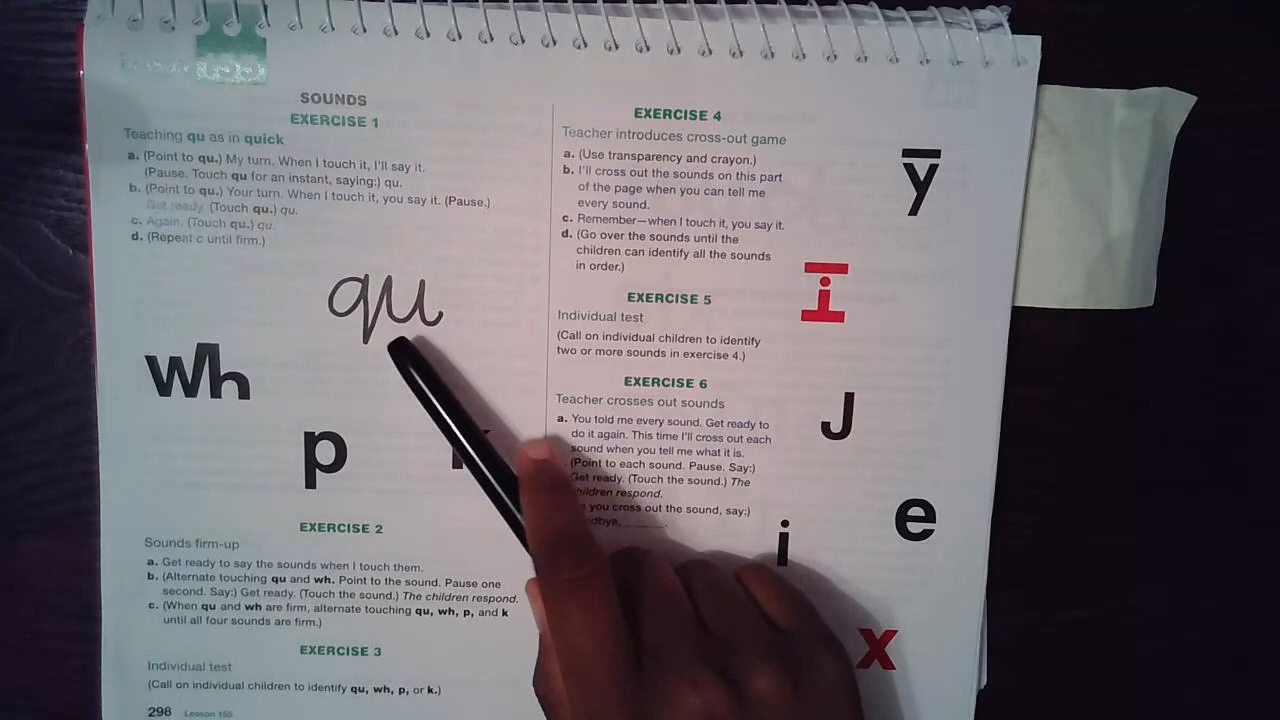 SOUNDS
EXERCISE 1
Teaching qu as in quick
a. (Point to qu.) My turn. When I touch it, I'll say it.
(Pause. Touch qu for an instant, saying:) qu.
b. (Point to qu.) Your turn. When I touch it, you say it. (Pause.)
Get ready. (Touch qu.) qu.
c. Again. (Touch qu.) qu.
d. (Repeat c until firm.)
qu
wh
p
EXERCISE 2
Sounds firm-up
a. Get ready to say the sounds when I touch them.
b. (Alternate touching qu and wh. Point to the sound. Pause one
second. Say:) Get ready. (Touch the sound.) The children respond.
c. (When qu and wh are firm, alternate touching qu, wh, p, and k
until all four sounds are firm.)
EXERCISE 3
Individual test
(Call on individual children to identify qu, wh, p, or k.)
298 Lesson 155
EXERCISE 4
Teacher introduces cross-out game
a. (Use transparency and crayon.)
b. I'll cross out the sounds on this part
of the page when you can tell me
every sound.
c. Remember—when I touch it, you say it.
d. (Go over the sounds until the
children can identify all the sounds
in order.)
EXERCISE 5
Individual test
(Call on individual children to identify
two or more sounds in exercise 4.)
EXERCISE 6
Teacher crosses out sounds
a. You told me every sound. Get ready to
do it again. This time I'll cross out each
sound when you tell me what it is.
(Point to each sound. Pause. Say:)
Get ready. (Touch the sound.) The
respond.
you cross out the sound, say:)
ȳ
ī
J
e
i
x